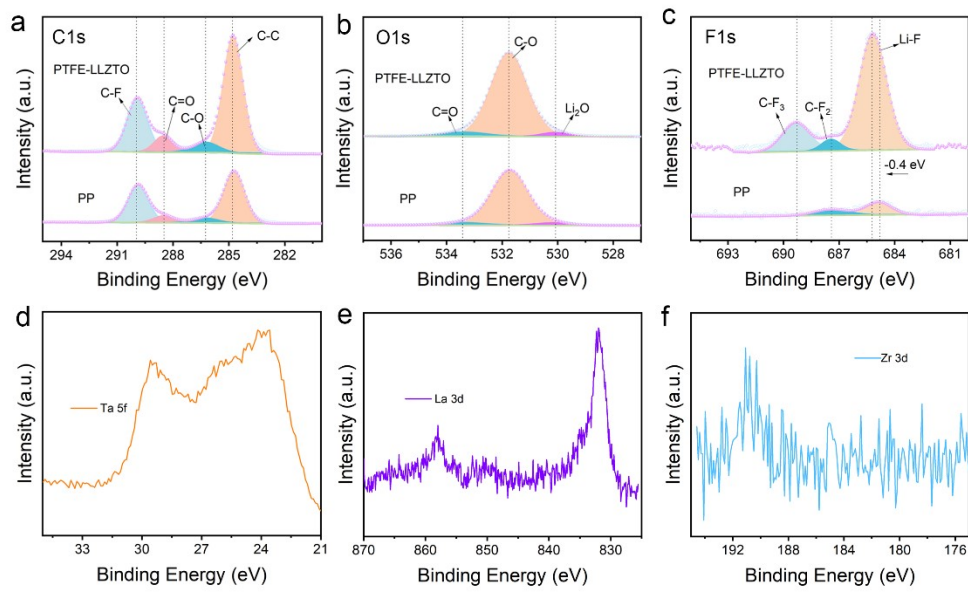 a
C1s
C-C
PTFE-LLZTO
C-F
C=O
C-O
PP
Intensity (a.u.)
294 291 288 285 282
Binding Energy (eV)
b
O1s
C-O
PTFE-LLZTO
C=O
Li₂O
PP
Intensity (a.u.)
536 534 532 530 528
Binding Energy (eV)
c
F1s
Li-F
PTFE-LLZTO
C-F₃
C-F₂
-0.4 eV
PP
Intensity (a.u.)
693 690 687 684 681
Binding Energy (eV)
d
Ta 5f
Intensity (a.u.)
33 30 27 24 21
Binding Energy (eV)
e
La 3d
Intensity (a.u.)
870 860 850 840 830
Binding Energy (eV)
f
Zr 3d
Intensity (a.u.)
192 188 184 180 176
Binding Energy (eV)